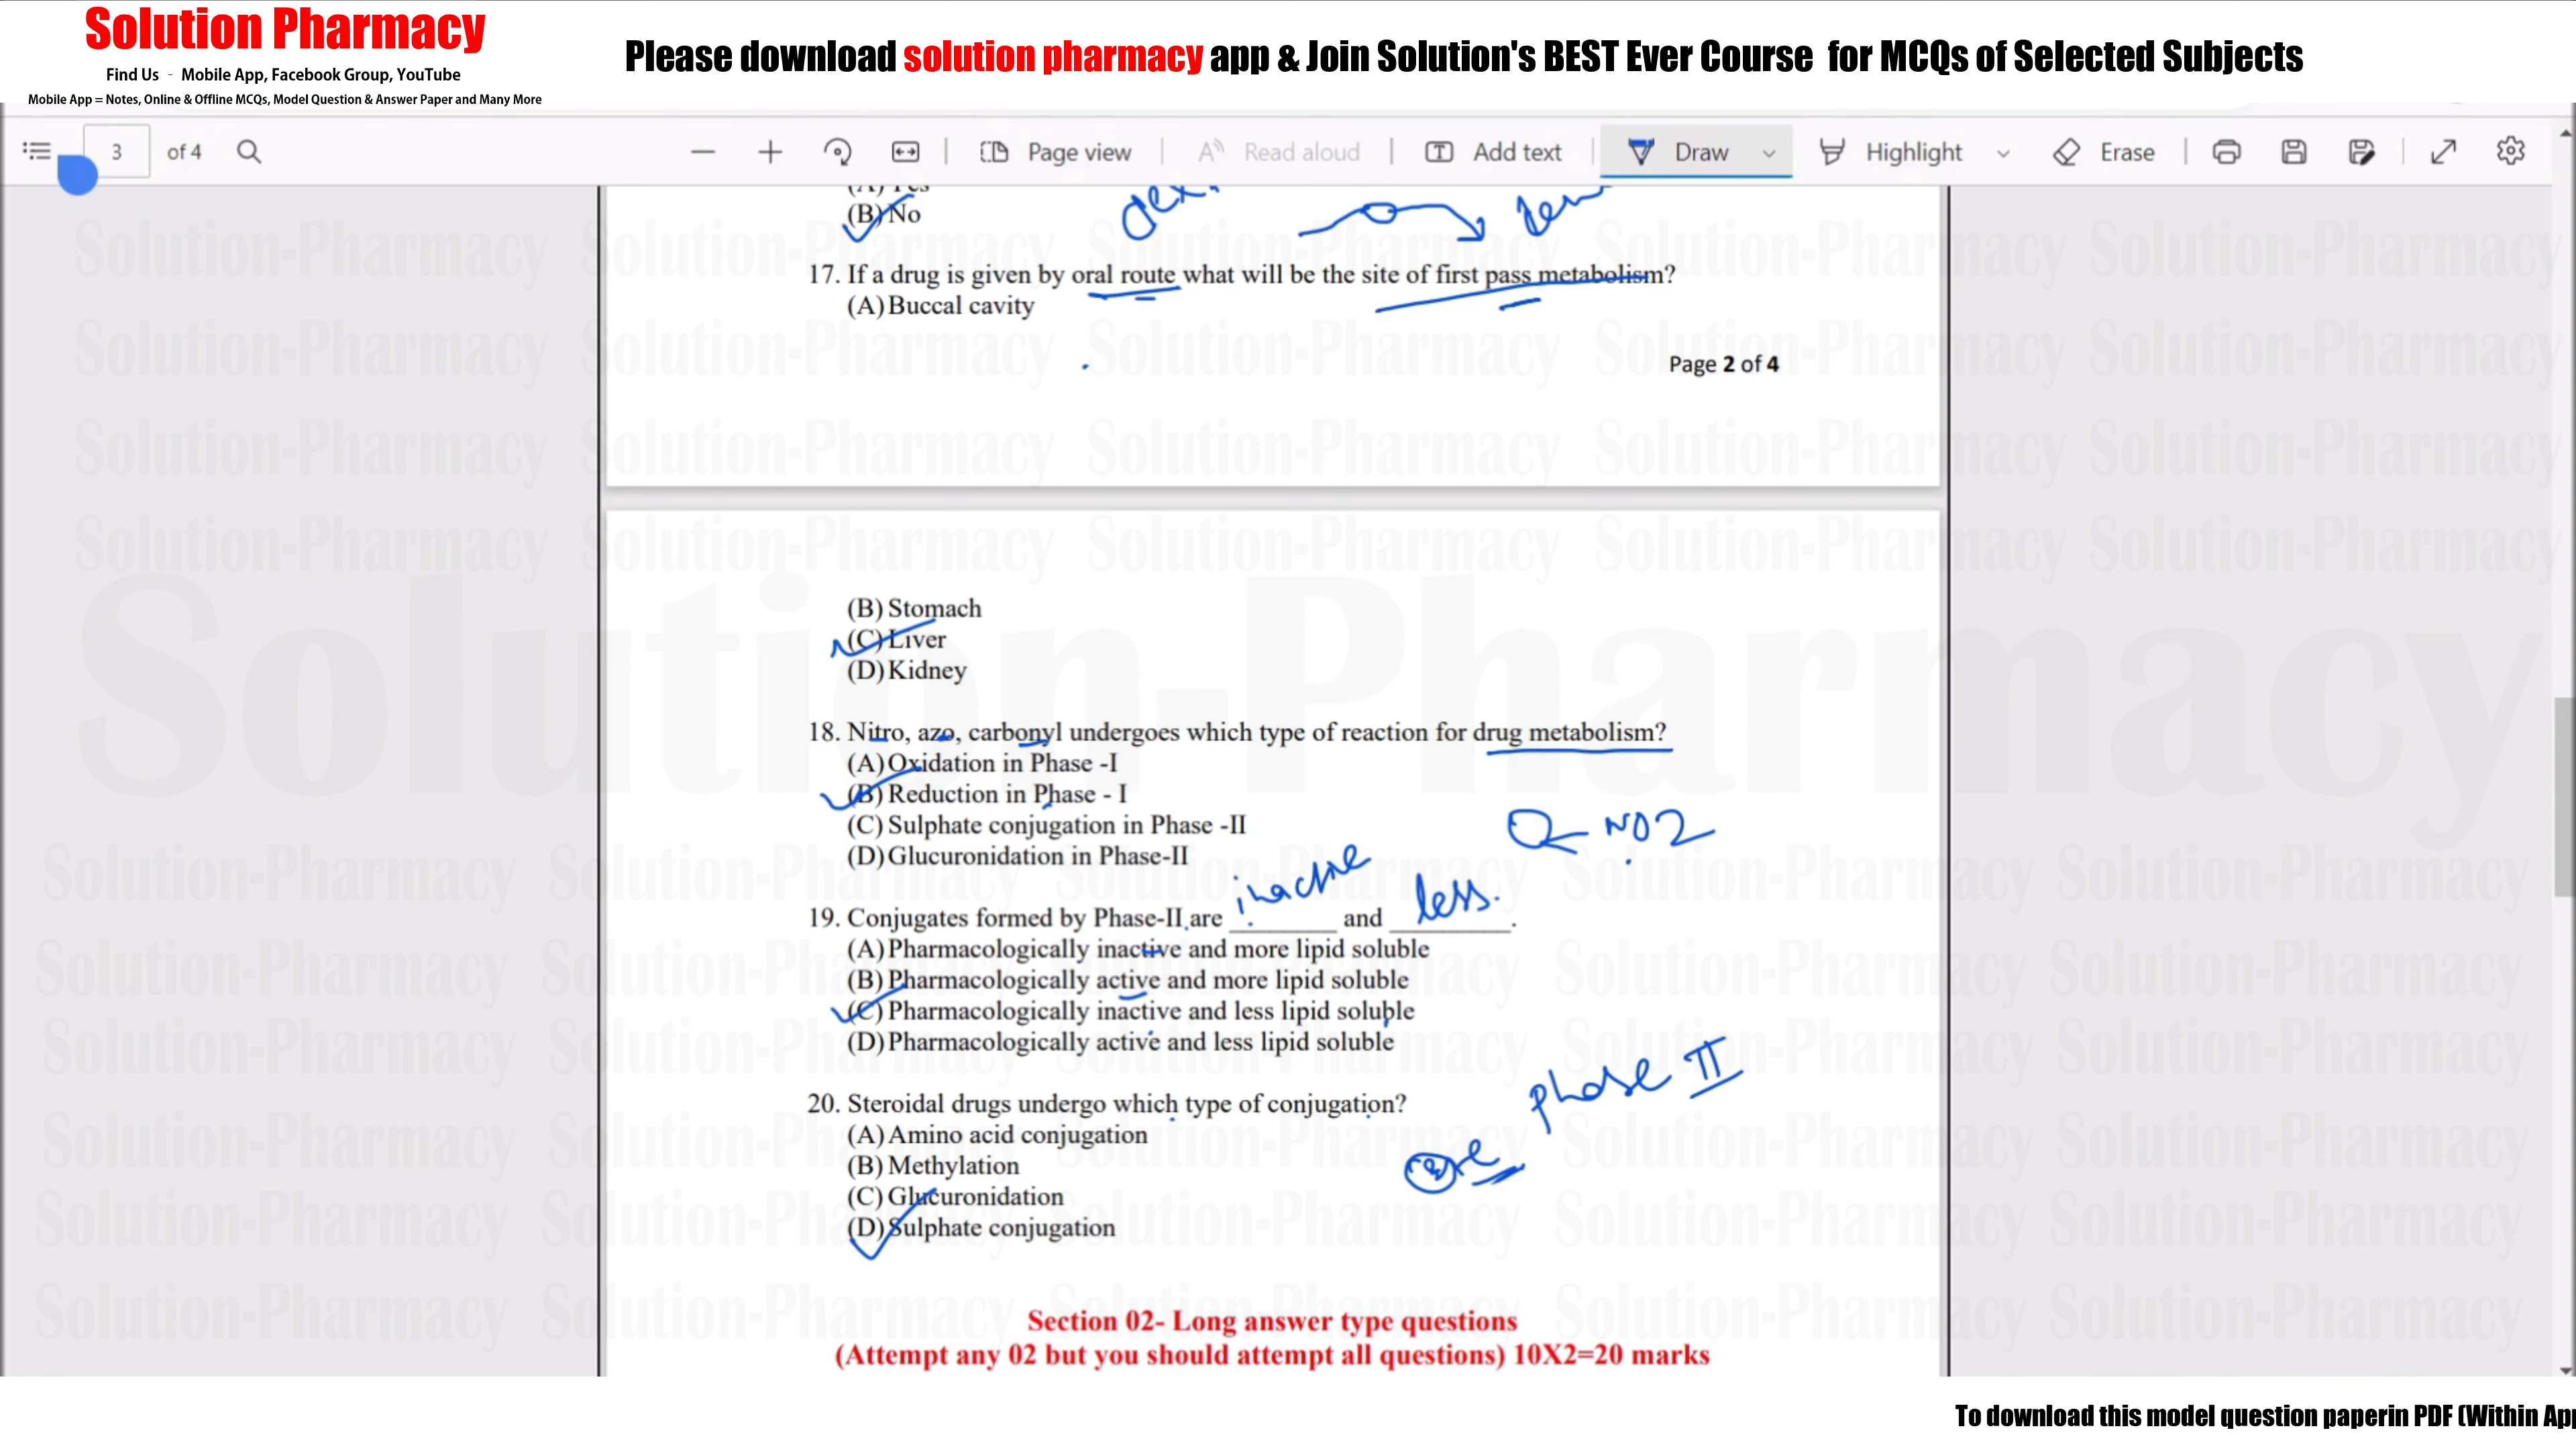 Solution Pharmacy
Find Us - Mobile App, Facebook Group, YouTube
Mobile App = Notes, Online & Offline MCQs, Model Question & Answer Paper and Many More
Please download solution pharmacy app & Join Solution's BEST Ever Course for MCQs of Selected Subjects
3 of 4
Page view
Read aloud
Add text
Draw
Highlight
Erase
(A) Yes
(B) No
17. If a drug is given by oral route what will be the site of first pass metabolism?
(A) Buccal cavity
Page 2 of 4
(B) Stomach
(C) Liver
(D) Kidney
18. Nitro, azo, carbonyl undergoes which type of reaction for drug metabolism?
(A) Oxidation in Phase -I
(B) Reduction in Phase - I
(C) Sulphate conjugation in Phase -II
(D) Glucuronidation in Phase-II
NO2
inactive
less.
19. Conjugates formed by Phase-II are ________ and _________.
(A) Pharmacologically inactive and more lipid soluble
(B) Pharmacologically active and more lipid soluble
(C) Pharmacologically inactive and less lipid soluble
(D) Pharmacologically active and less lipid soluble
phase II
20. Steroidal drugs undergo which type of conjugation?
(A) Amino acid conjugation
(B) Methylation
(C) Glucuronidation
(D) Sulphate conjugation
Section 02- Long answer type questions
(Attempt any 02 but you should attempt all questions) 10X2=20 marks
Solution-Pharmacy
To download this model question paperin PDF (Within App